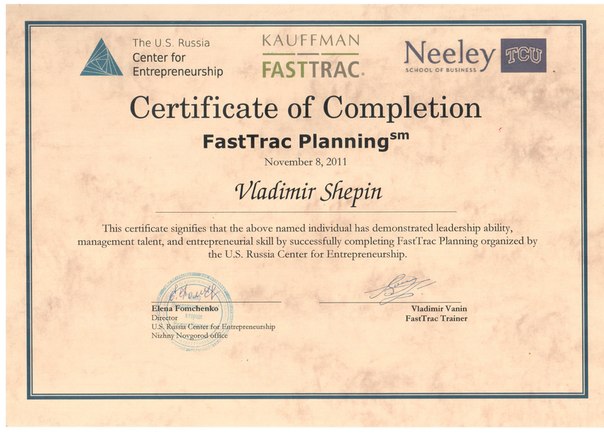 The U.S. Russia
Center for
Entrepreneurship
KAUFFMAN
FASTTRAC®
Neeley
SCHOOL OF BUSINESS
TCU
Certificate of Completion
FastTrac Planning℠
November 8, 2011
Vladimir Shepin
This certificate signifies that the above named individual has demonstrated leadership ability,
management talent, and entrepreneurial skill by successfully completing FastTrac Planning organized by
the U.S. Russia Center for Entrepreneurship.
Elena Fomchenko
Director
U.S. Russia Center for Entrepreneurship
Nizhny Novgorod office
Vladimir Vanin
FastTrac Trainer